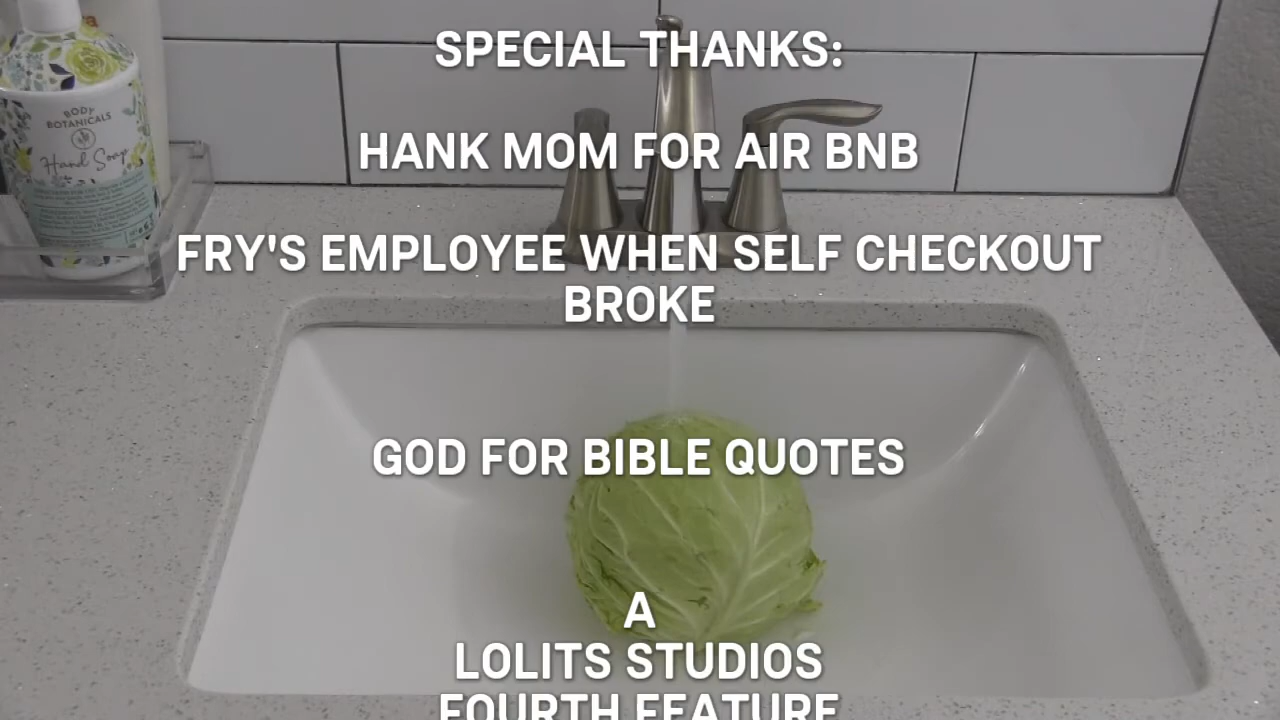 SPECIAL THANKS:
HANK MOM FOR AIR BNB
FRY'S EMPLOYEE WHEN SELF CHECKOUT
BROKE
GOD FOR BIBLE QUOTES
A
LOLITS STUDIOS
FOURTH FEATURE
BODY
BOTANICALS
Hand Soap